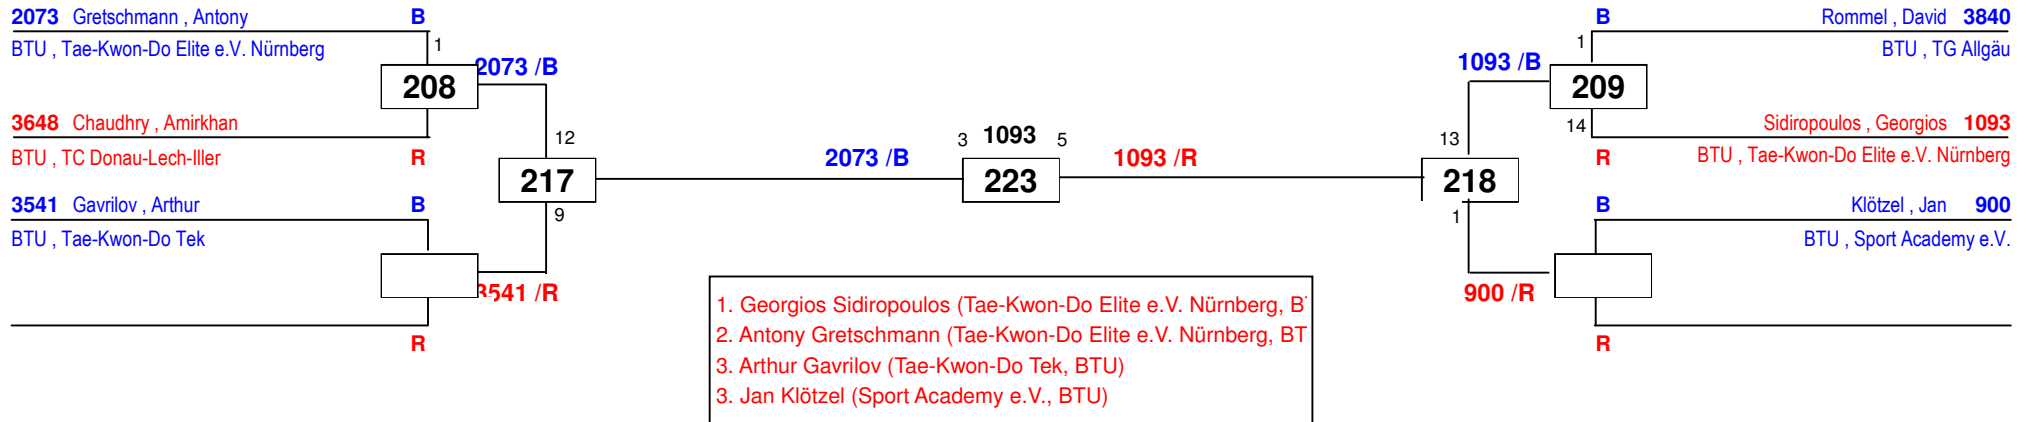 2073 Gretschmann , Antony B
BTU , Tae-Kwon-Do Elite e.V. Nürnberg
1
2073 /B
208
3648 Chaudhry , Amirkhan
BTU , TC Donau-Lech-Iller R
12
217
9
3541 Gavrilov , Arthur B
BTU , Tae-Kwon-Do Tek
3541 /R
R
2073 /B
3 1093 5
223
1093 /R
B Rommel , David 3840
1 BTU , TG Allgäu
1093 /B
209
14 Sidiropoulos , Georgios 1093
R BTU , Tae-Kwon-Do Elite e.V. Nürnberg
13
218
1
B Klötzel , Jan 900
BTU , Sport Academy e.V.
900 /R
R
1. Georgios Sidiropoulos (Tae-Kwon-Do Elite e.V. Nürnberg, B
2. Antony Gretschmann (Tae-Kwon-Do Elite e.V. Nürnberg, BT
3. Arthur Gavrilov (Tae-Kwon-Do Tek, BTU)
3. Jan Klötzel (Sport Academy e.V., BTU)